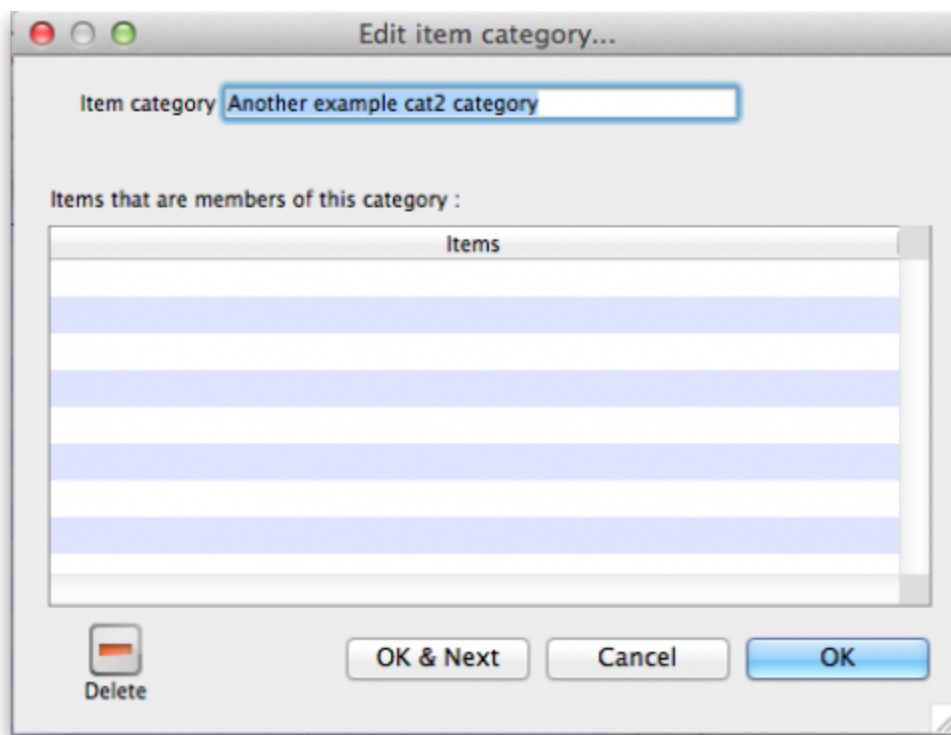 Edit item category...
Item category Another example cat2 category
Items that are members of this category :
Items
OK & Next Cancel OK
Delete